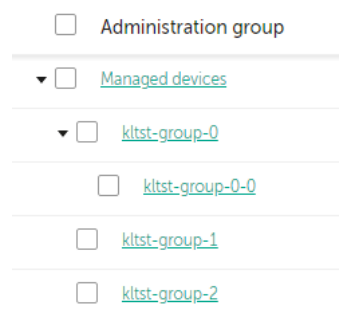 Administration group
Managed devices
kltst-group-0
kltst-group-0-0
kltst-group-1
kltst-group-2